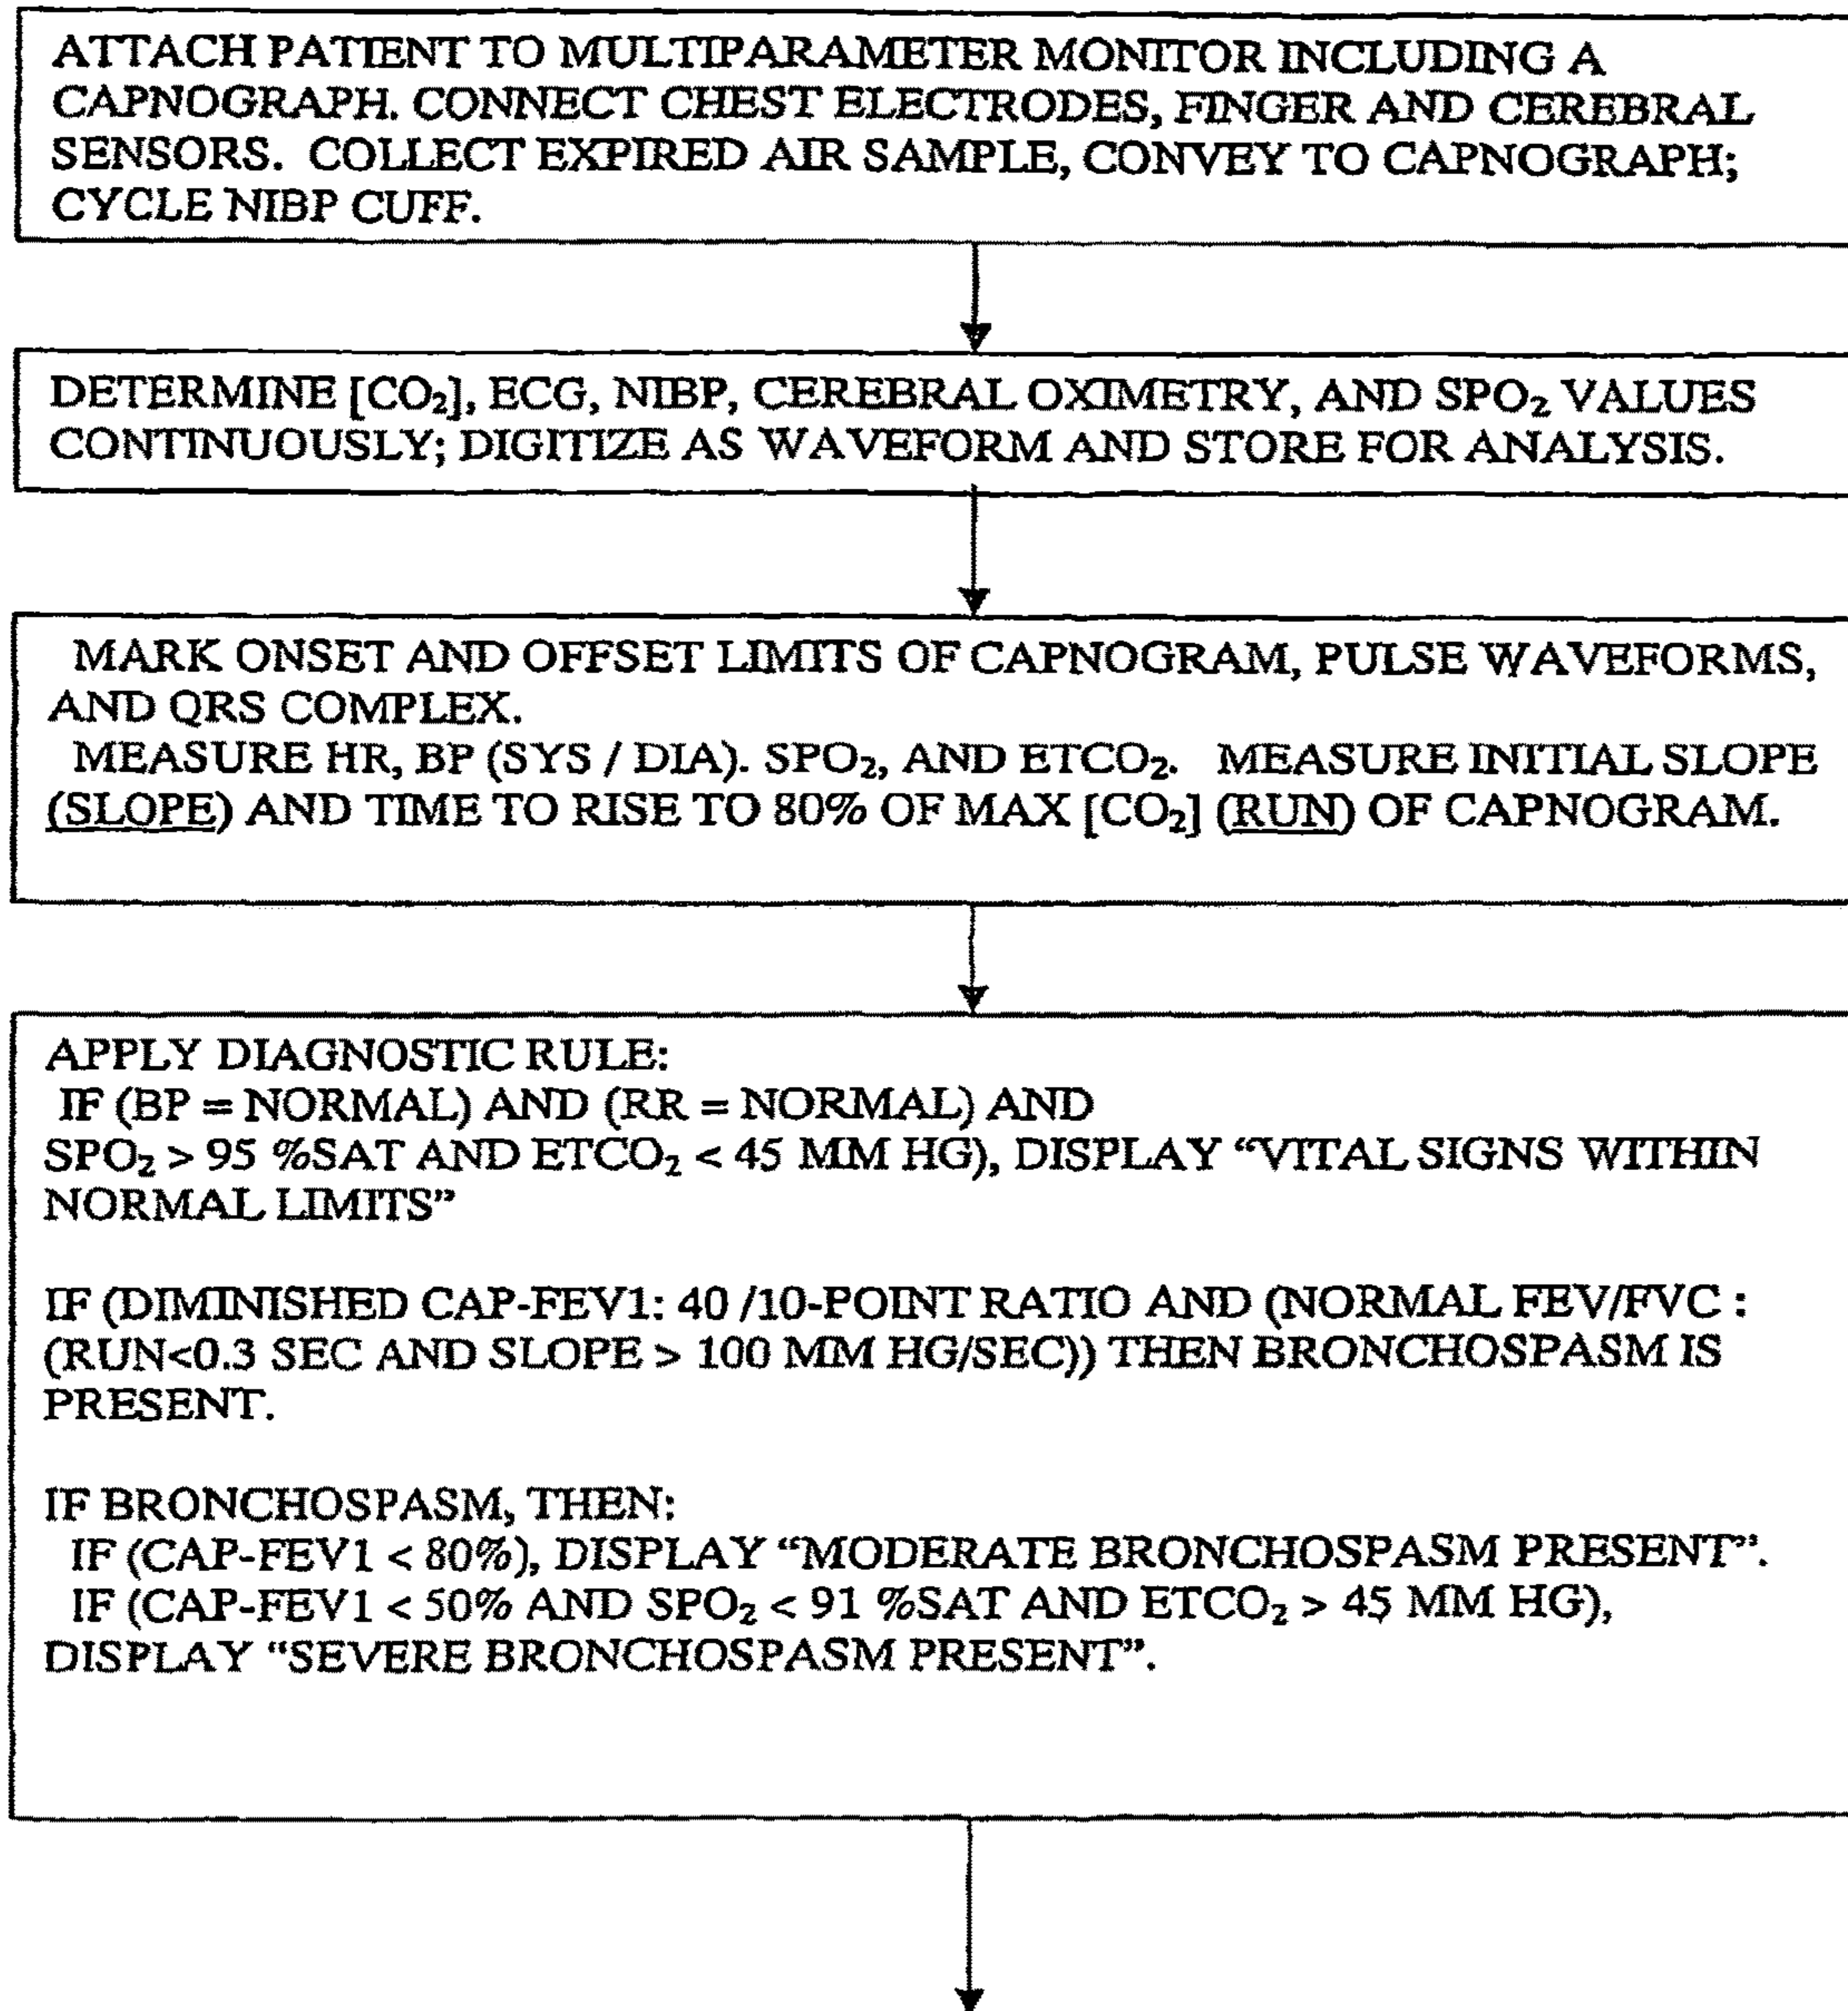 ATTACH PATIENT TO MULTIPARAMETER MONITOR INCLUDING A
CAPNOGRAPH. CONNECT CHEST ELECTRODES, FINGER AND CEREBRAL
SENSORS. COLLECT EXPIRED AIR SAMPLE, CONVEY TO CAPNOGRAPH;
CYCLE NIBP CUFF.
DETERMINE [CO₂], ECG, NIBP, CEREBRAL OXIMETRY, AND SPO₂ VALUES
CONTINUOUSLY; DIGITIZE AS WAVEFORM AND STORE FOR ANALYSIS.
MARK ONSET AND OFFSET LIMITS OF CAPNOGRAM, PULSE WAVEFORMS,
AND QRS COMPLEX.
MEASURE HR, BP (SYS / DIA). SPO₂, AND ETCO₂. MEASURE INITIAL SLOPE
(SLOPE) AND TIME TO RISE TO 80% OF MAX [CO₂] (RUN) OF CAPNOGRAM.
APPLY DIAGNOSTIC RULE:
IF (BP = NORMAL) AND (RR = NORMAL) AND
SPO₂ > 95 %SAT AND ETCO₂ < 45 MM HG), DISPLAY “VITAL SIGNS WITHIN
NORMAL LIMITS”
IF (DIMINISHED CAP-FEV1: 40 /10-POINT RATIO AND (NORMAL FEV/FVC :
(RUN<0.3 SEC AND SLOPE > 100 MM HG/SEC)) THEN BRONCHOSPASM IS
PRESENT.
IF BRONCHOSPASM, THEN:
IF (CAP-FEV1 < 80%), DISPLAY “MODERATE BRONCHOSPASM PRESENT”.
IF (CAP-FEV1 < 50% AND SPO₂ < 91 %SAT AND ETCO₂ > 45 MM HG),
DISPLAY “SEVERE BRONCHOSPASM PRESENT”.